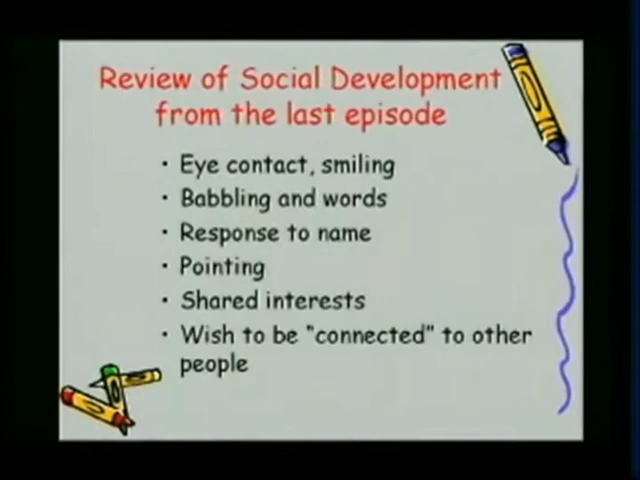 Review of Social Development
from the last episode
• Eye contact, smiling
• Babbling and words
• Response to name
• Pointing
• Shared interests
• Wish to be "connected" to other
people